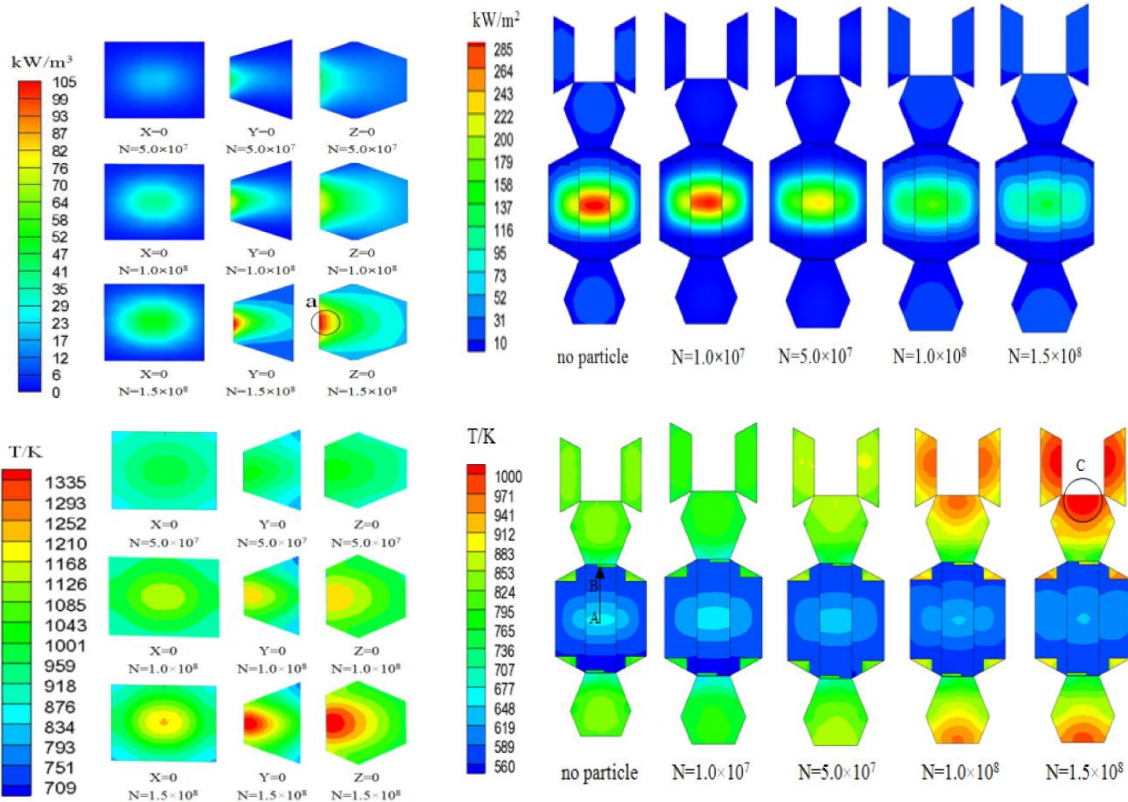 kW/m³
105
99
93
87
82
76
70
64
58
52
47
41
35
29
23
17
12
6
0
X=0 Y=0 Z=0
N=5.0×10⁷ N=5.0×10⁷ N=5.0×10⁷
X=0 Y=0 Z=0
N=1.0×10⁸ N=1.0×10⁸ N=1.0×10⁸
a
X=0 Y=0 Z=0
N=1.5×10⁸ N=1.5×10⁸ N=1.5×10⁸
kW/m²
285
264
243
222
200
179
158
137
116
95
73
52
31
10
no particle N=1.0×10⁷ N=5.0×10⁷ N=1.0×10⁸ N=1.5×10⁸
T/K
1335
1293
1252
1210
1168
1126
1085
1043
1001
959
918
876
834
793
751
709
X=0 Y=0 Z=0
N=5.0×10⁷ N=5.0×10⁷ N=5.0×10⁷
X=0 Y=0 Z=0
N=1.0×10⁸ N=1.0×10⁸ N=1.0×10⁸
X=0 Y=0 Z=0
N=1.5×10⁸ N=1.5×10⁸ N=1.5×10⁸
T/K
1000
971
941
912
883
853
824
795
765
736
707
677
648
619
589
560
C
B
A
no particle N=1.0×10⁷ N=5.0×10⁷ N=1.0×10⁸ N=1.5×10⁸